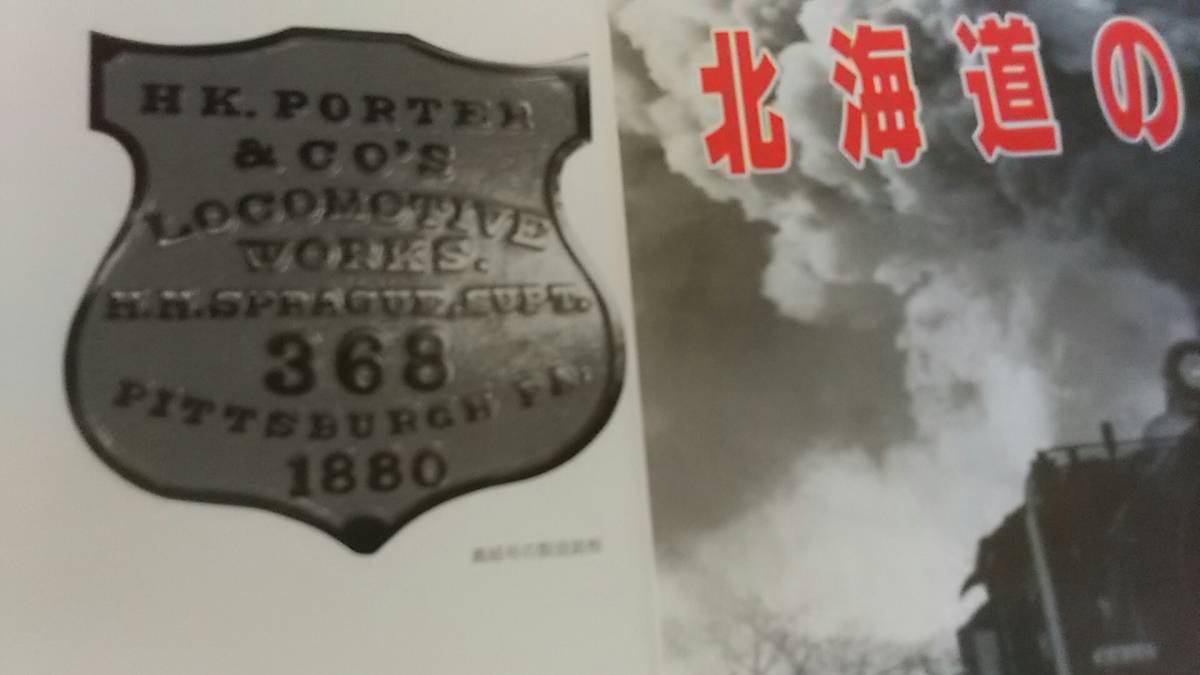 H K. PORTER
& CO'S
LOCOMOTIVE
WORKS.
H.H. SPRAGUE, SUPT.
368
PITTSBURGH PA.
1880
北海道の